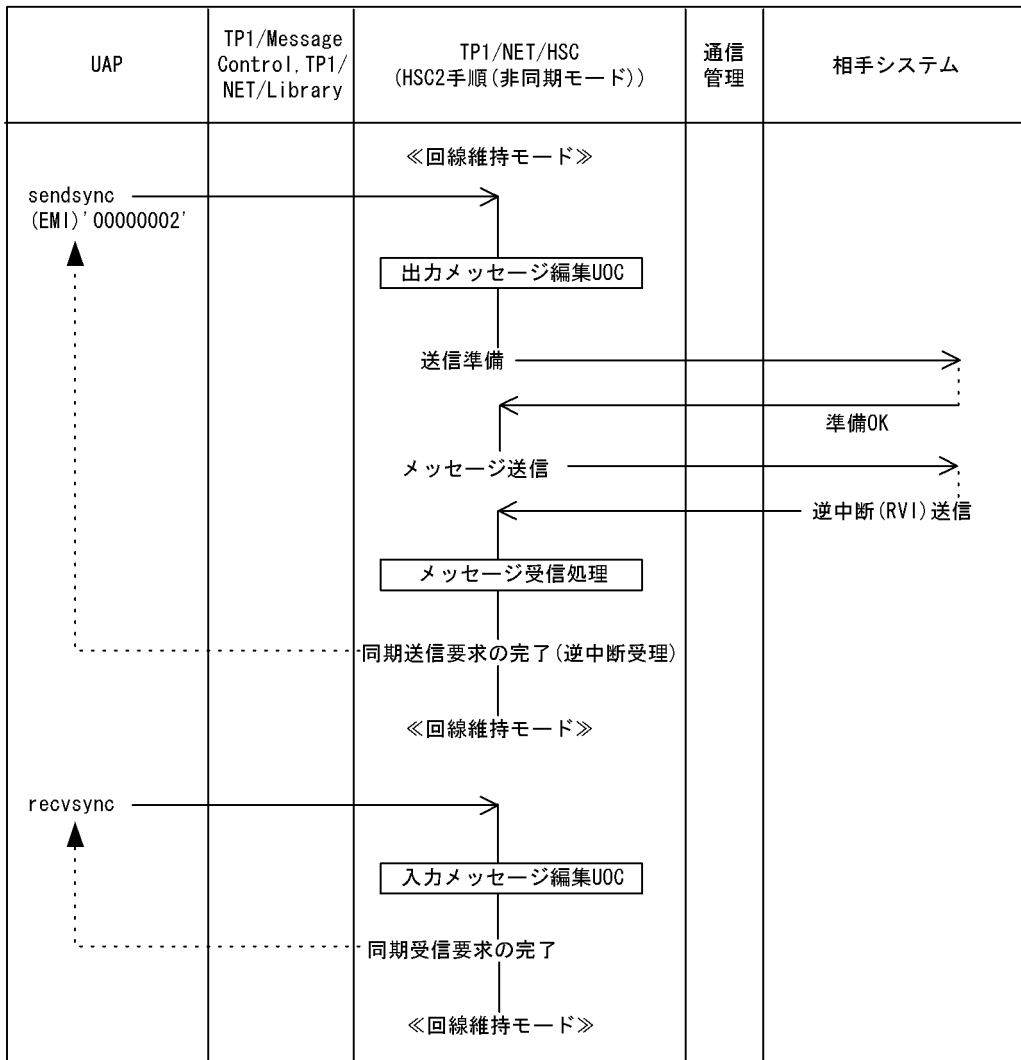 UAP
TP1/Message
Control,TP1/
NET/Library
TP1/NET/HSC
(HSC2手順(非同期モード))
通信
管理
相手システム
≪回線維持モード≫
sendsync
(EMI)'00000002'
出力メッセージ編集UOC
送信準備
準備OK
メッセージ送信
逆中断(RVI)送信
メッセージ受信処理
同期送信要求の完了(逆中断受理)
≪回線維持モード≫
recvsync
入力メッセージ編集UOC
同期受信要求の完了
≪回線維持モード≫